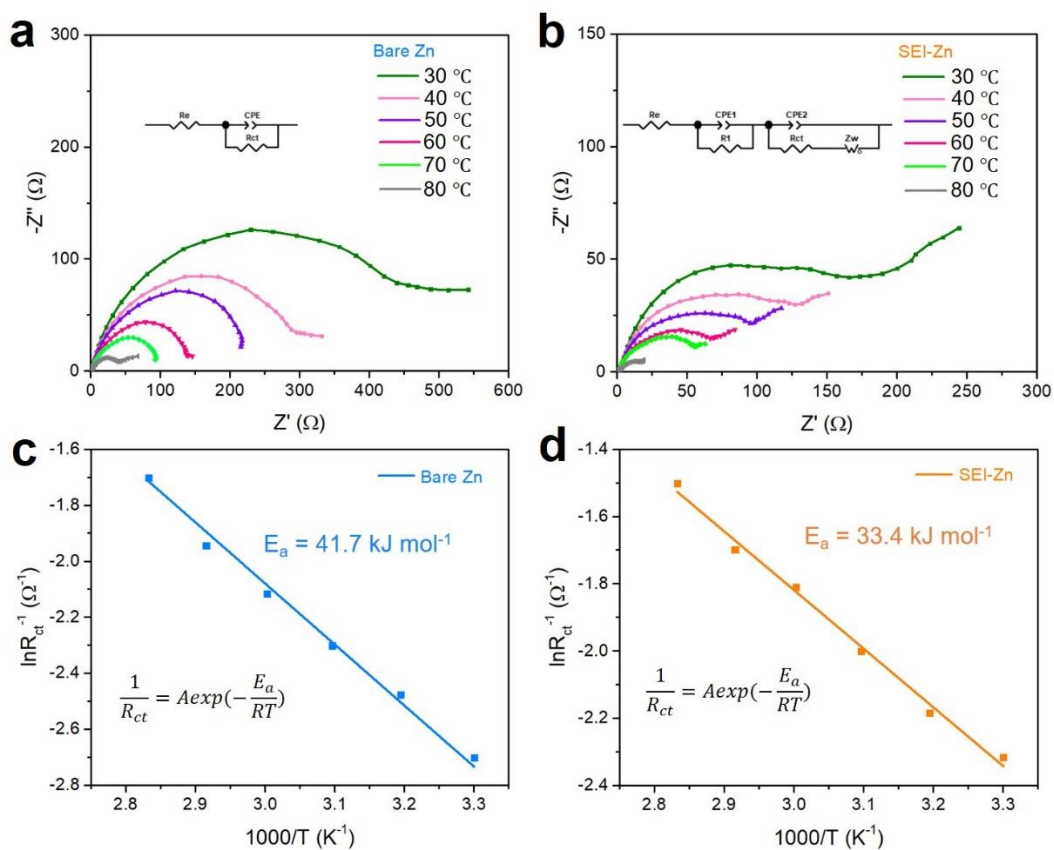 a
Bare Zn
30 °C
40 °C
50 °C
60 °C
70 °C
80 °C
Re
CPE
Rct
300
200
100
0
-Z" (Ω)
0 100 200 300 400 500 600
Z' (Ω)
b
SEI-Zn
30 °C
40 °C
50 °C
60 °C
70 °C
80 °C
Re
CPE1
R1
CPE2
Rct
Zw
150
100
50
0
-Z" (Ω)
0 50 100 150 200 250 300
Z' (Ω)
c
Bare Zn
Eₐ = 41.7 kJ mol⁻¹
1/R_ct = Aexp(-E_a/RT)
-1.6
-1.8
-2.0
-2.2
-2.4
-2.6
-2.8
lnR_ct⁻¹ (Ω⁻¹)
2.8 2.9 3.0 3.1 3.2 3.3
1000/T (K⁻¹)
d
SEI-Zn
Eₐ = 33.4 kJ mol⁻¹
1/R_ct = Aexp(-E_a/RT)
-1.4
-1.6
-1.8
-2.0
-2.2
-2.4
lnR_ct⁻¹ (Ω⁻¹)
2.8 2.9 3.0 3.1 3.2 3.3
1000/T (K⁻¹)